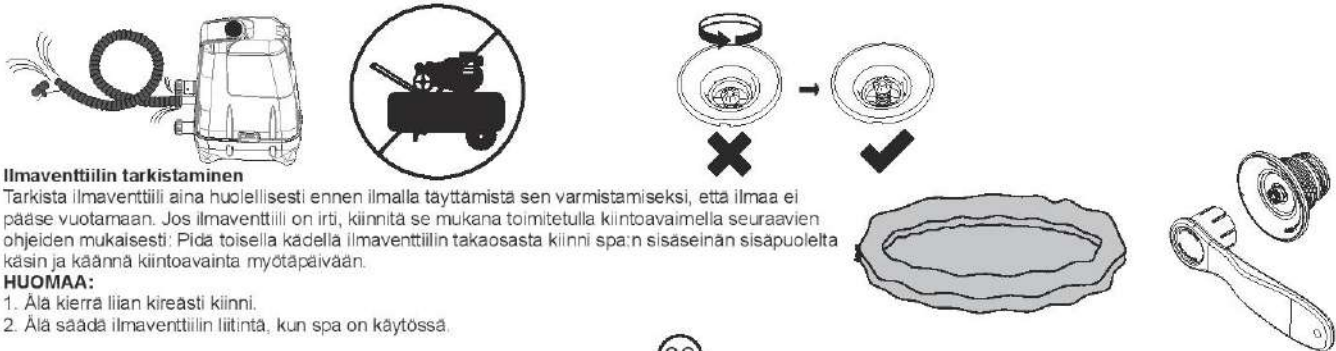 Ilmaventtiilin tarkistaminen
Tarkista ilmaventtiili aina huolellisesti ennen ilmalla täyttämistä sen varmistamiseksi, että ilmaa ei
pääse vuotamaan. Jos ilmaventtiili on irti, kiinnitä se mukana toimitetulla kiintoavaimella seuraavien
ohjeiden mukaisesti: Pidä toisella kädellä ilmaventtiilin takaosasta kiinni spa:n sisäseinän sisäpuolelta
käsin ja käännä kiintoavainta myötäpäivään.
HUOMAA:
1. Älä kierrä liian kireästi kiinni.
2. Älä säädä ilmaventtiilin liitintä, kun spa on käytössä.